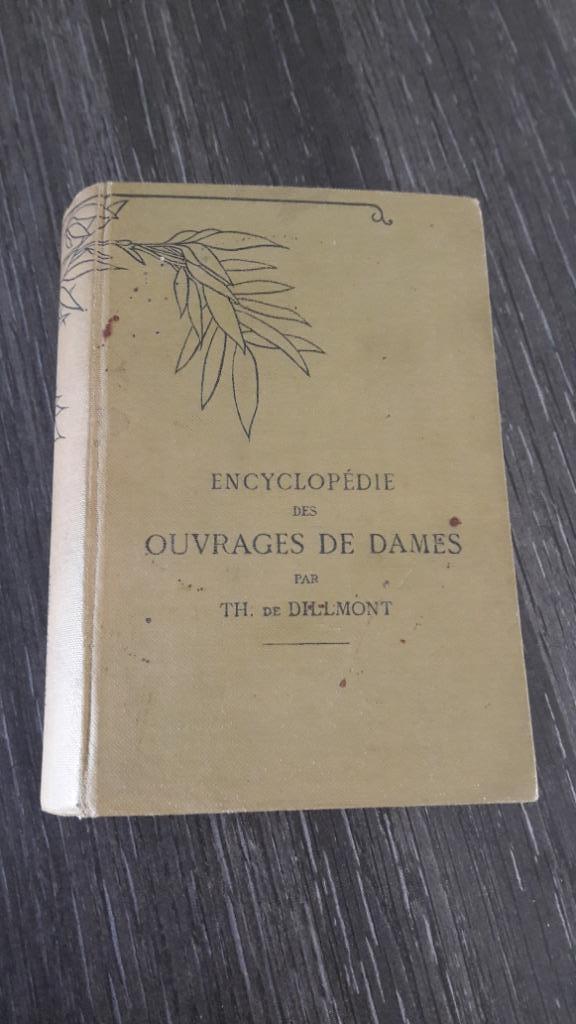 ENCYCLOPÉDIE
DES
OUVRAGES DE DAMES
PAR
TH. DE DILLMONT